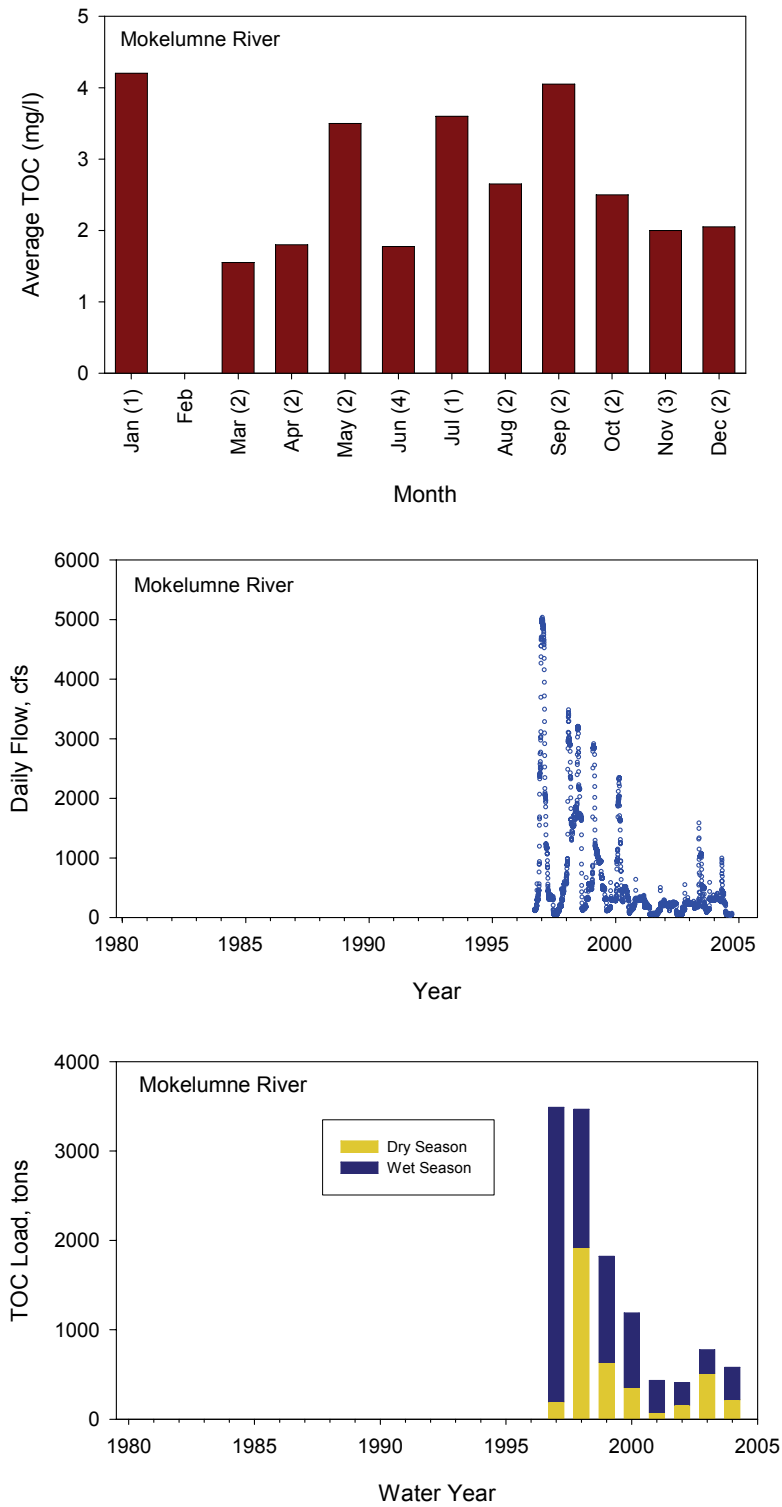 Mokelumne River
Average TOC (mg/l)
5
4
3
2
1
0
Jan (1)
Feb
Mar (2)
Apr (2)
May (2)
Jun (4)
Jul (1)
Aug (2)
Sep (2)
Oct (2)
Nov (3)
Dec (2)
Month
Mokelumne River
Daily Flow, cfs
6000
5000
4000
3000
2000
1000
0
1980 1985 1990 1995 2000 2005
Year
Mokelumne River
TOC Load, tons
4000
3000
2000
1000
0
Dry Season
Wet Season
1980 1985 1990 1995 2000 2005
Water Year